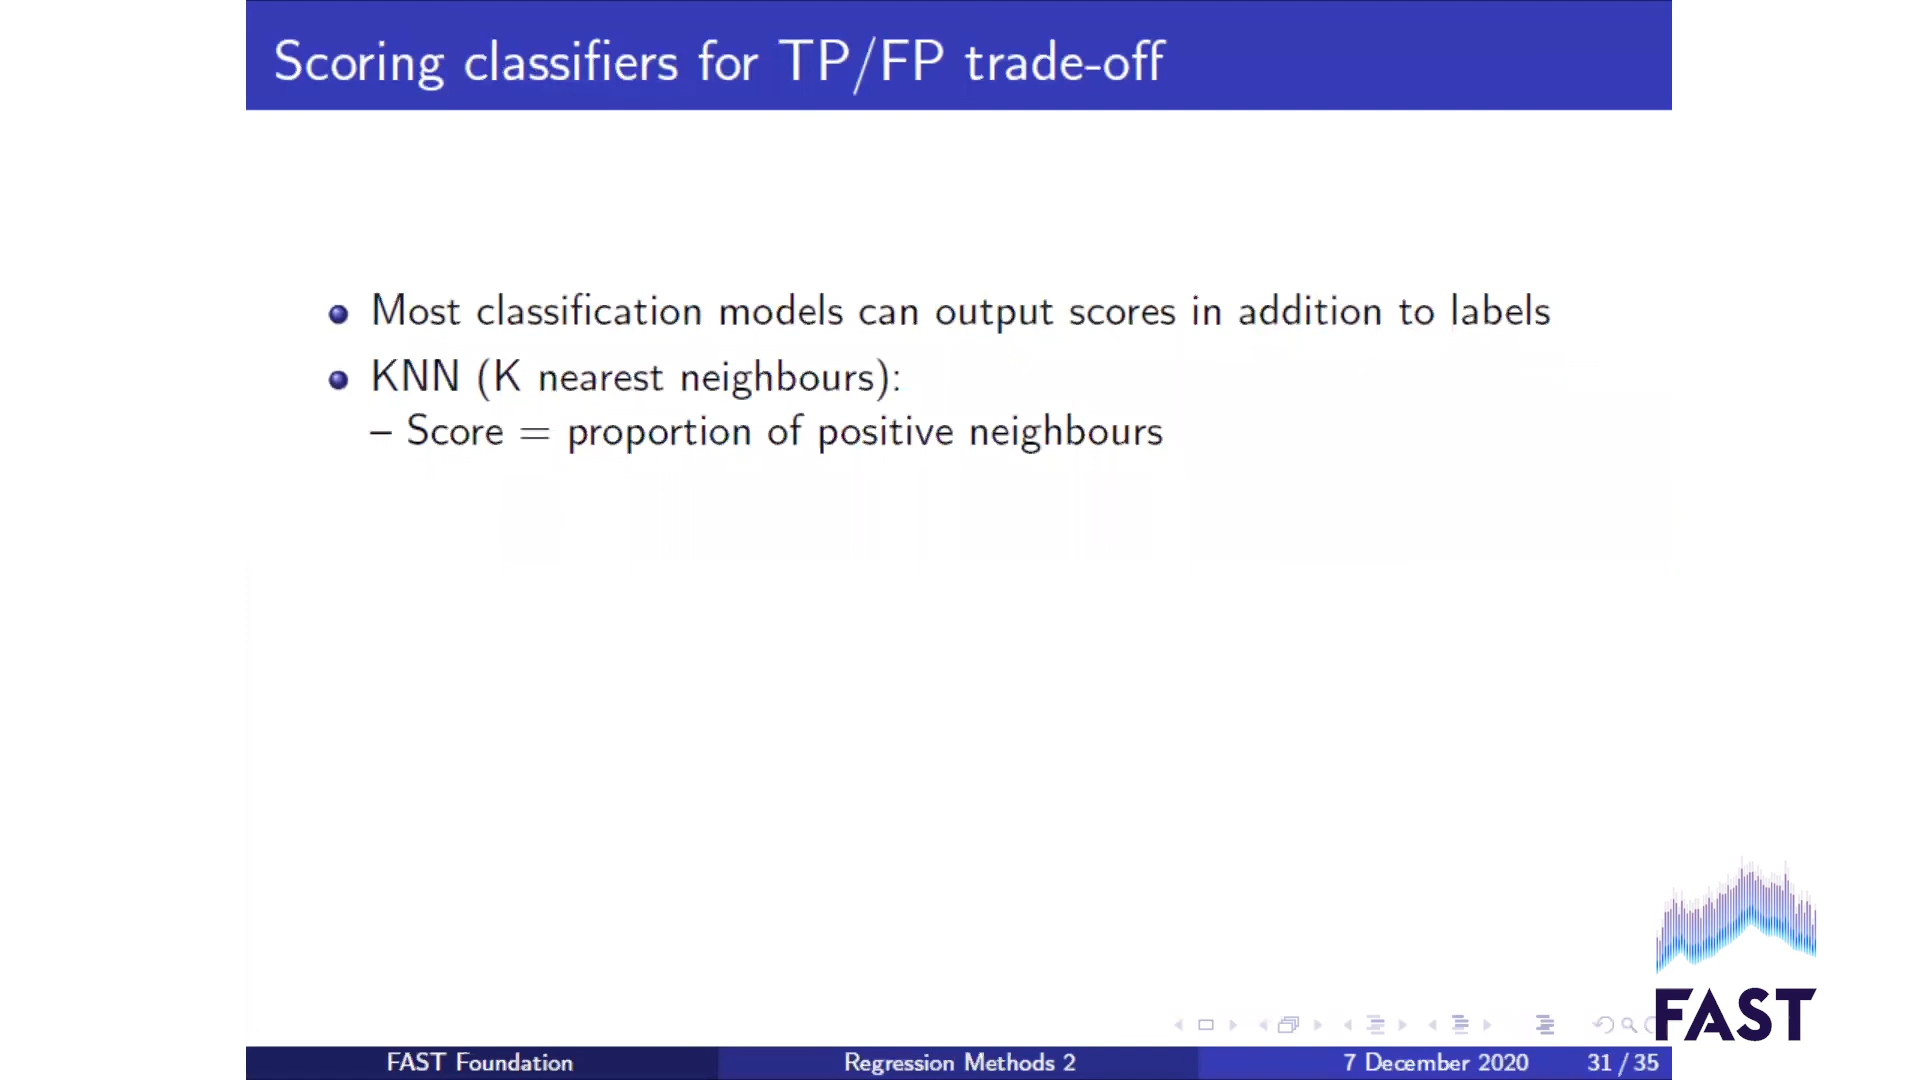 Scoring classifiers for TP/FP trade-off
Most classification models can output scores in addition to labels
KNN (K nearest neighbours):
– Score = proportion of positive neighbours
FAST
FAST Foundation
Regression Methods 2
7 December 2020
31 / 35